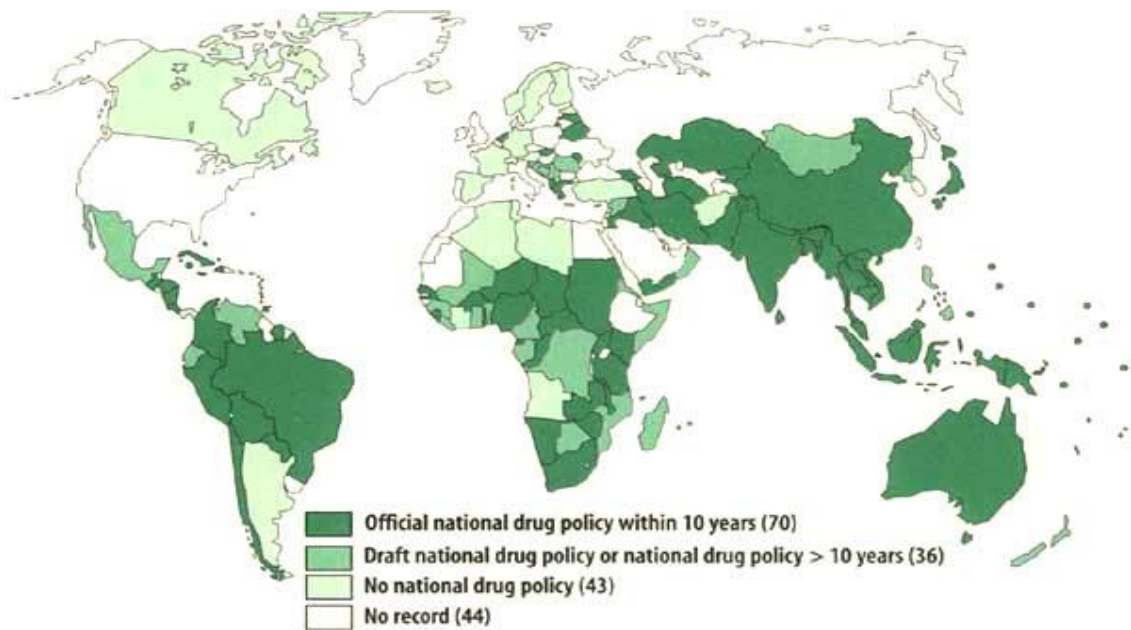 Official national drug policy within 10 years (70)
Draft national drug policy or national drug policy > 10 years (36)
No national drug policy (43)
No record (44)